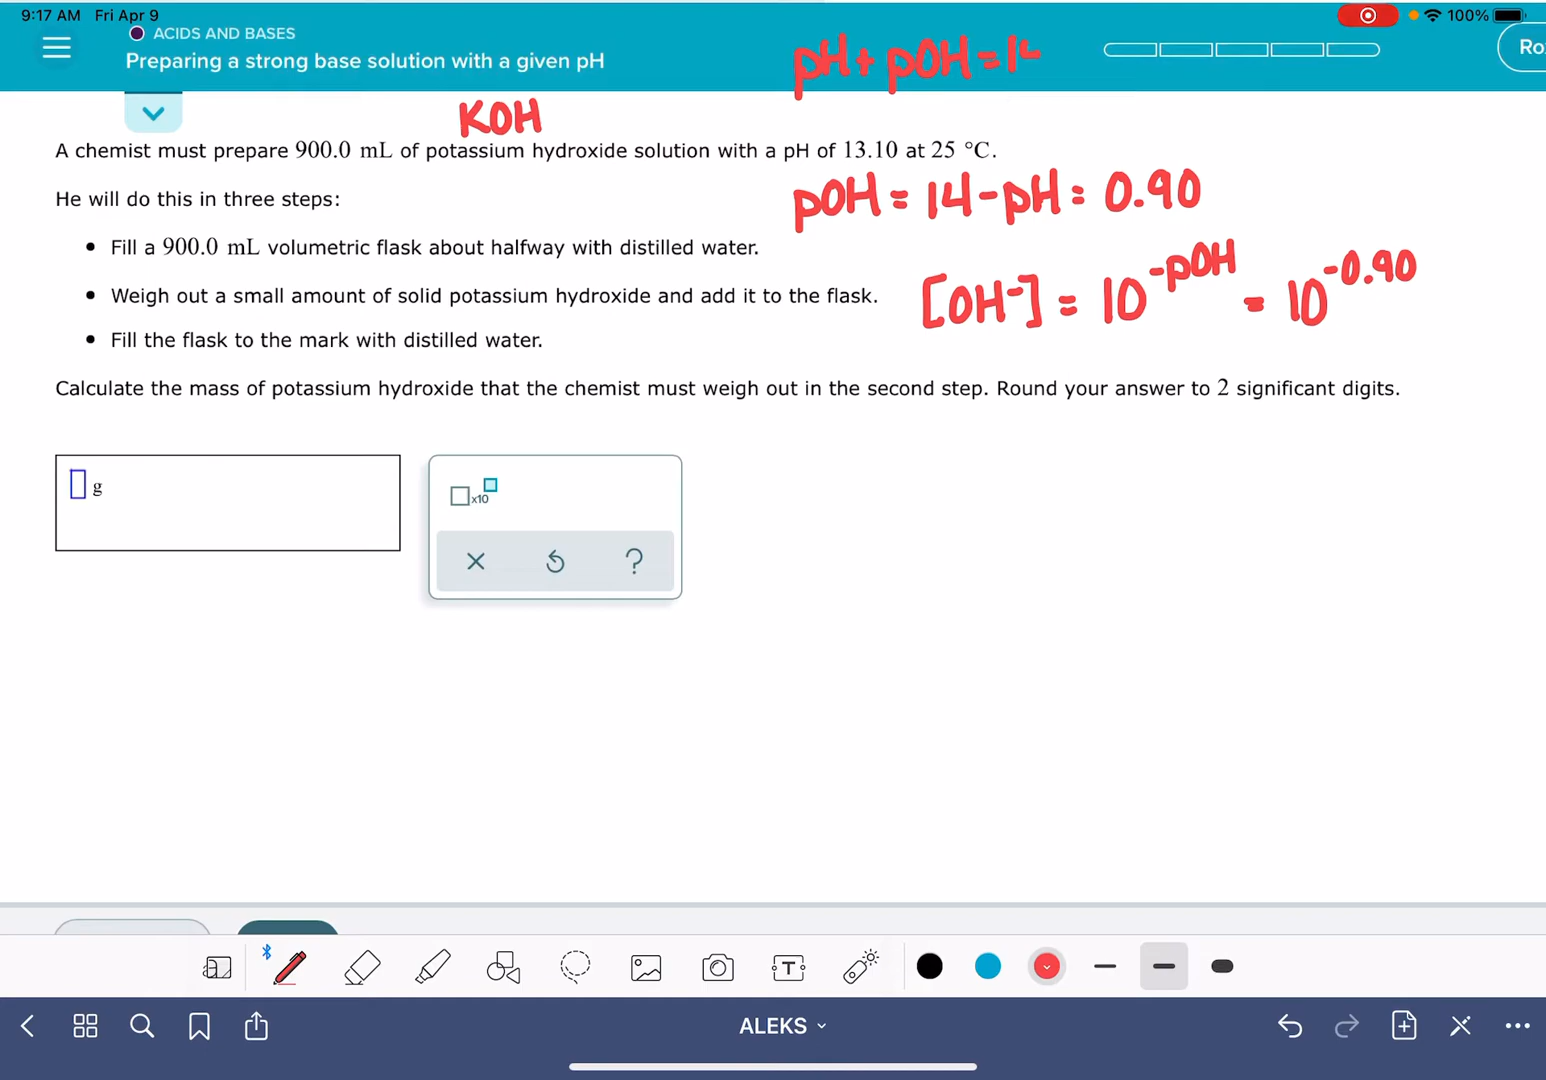 9:17 AM Fri Apr 9
100%
ACIDS AND BASES
Preparing a strong base solution with a given pH
pH + pOH = 14
Ro
KOH
A chemist must prepare 900.0 mL of potassium hydroxide solution with a pH of 13.10 at 25 °C.
He will do this in three steps:
pOH = 14 - pH = 0.90
• Fill a 900.0 mL volumetric flask about halfway with distilled water.
• Weigh out a small amount of solid potassium hydroxide and add it to the flask.
[OH⁻] = 10^-pOH = 10^-0.90
• Fill the flask to the mark with distilled water.
Calculate the mass of potassium hydroxide that the chemist must weigh out in the second step. Round your answer to 2 significant digits.
g
x10
?
a
T
ALEKS